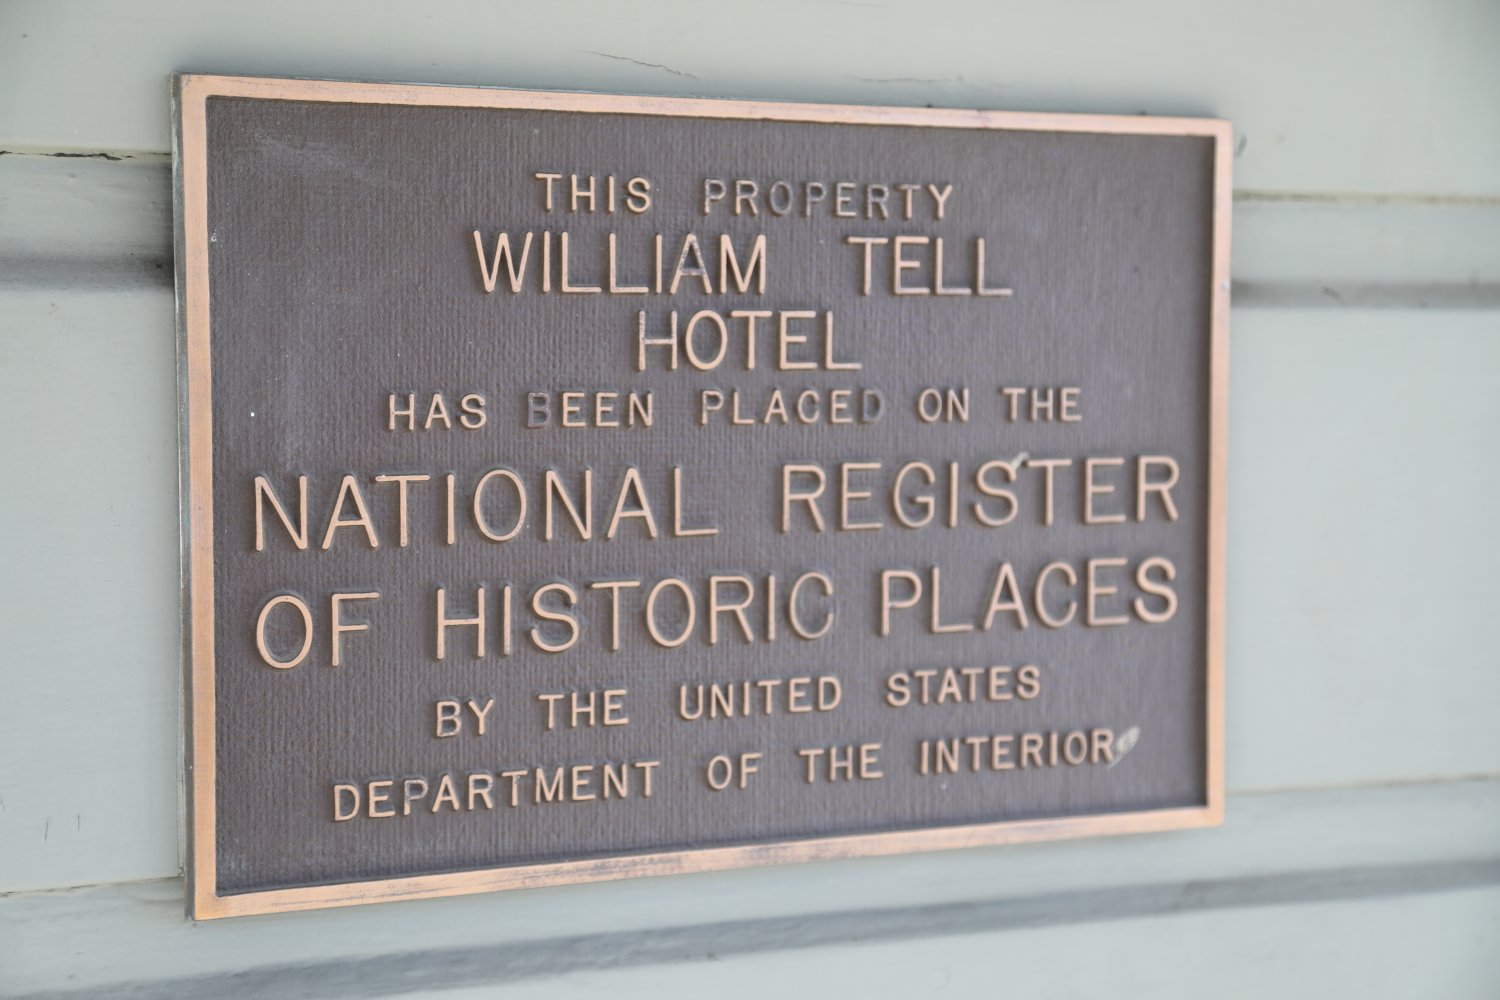 THIS PROPERTY
WILLIAM TELL
HOTEL
HAS BEEN PLACED ON THE
NATIONAL REGISTER
OF HISTORIC PLACES
BY THE UNITED STATES
DEPARTMENT OF THE INTERIOR